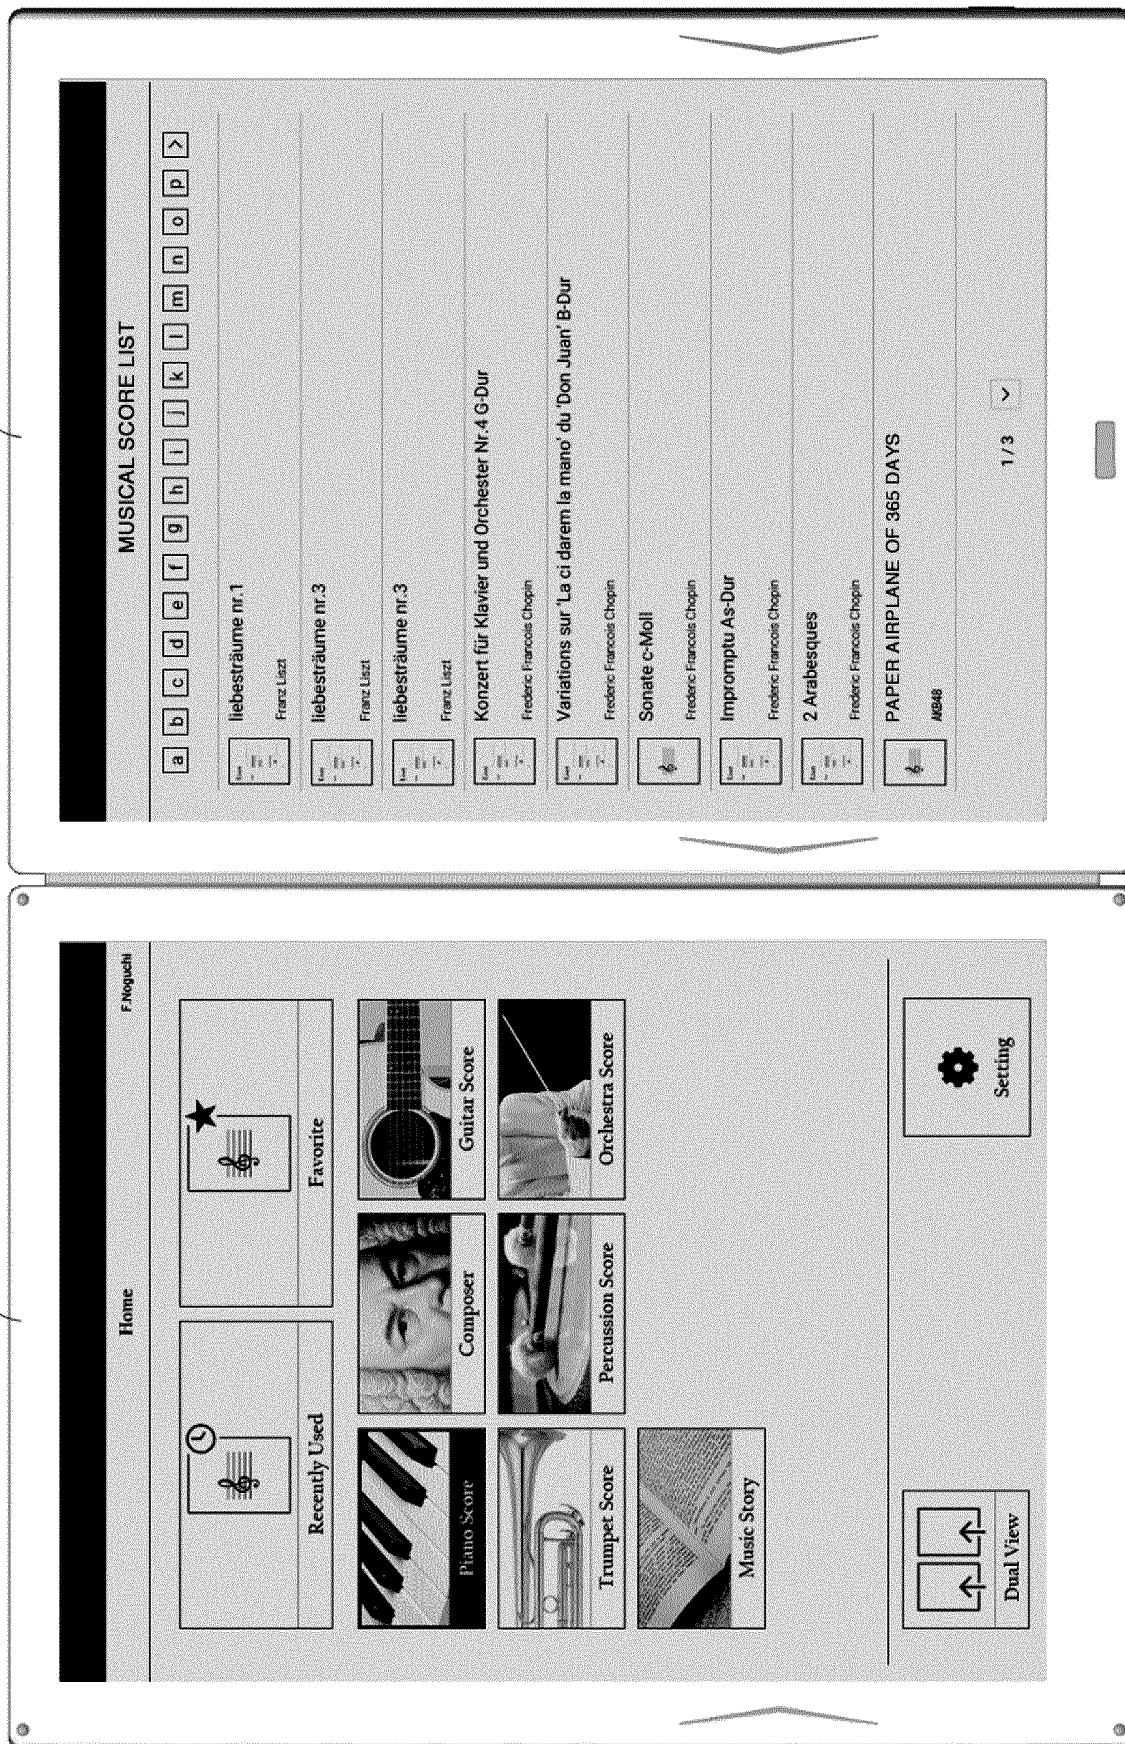 Home
F.Noguchi
Recently Used
Favorite
Piano Score
Composer
Guitar Score
Trumpet Score
Percussion Score
Orchestra Score
Music Story
Dual View
Setting
MUSICAL SCORE LIST
a b c d e f g h i j k l m n o p >
liebesträume nr.1
Franz Liszt
liebesträume nr.3
Franz Liszt
liebesträume nr.3
Franz Liszt
Konzert für Klavier und Orchester Nr.4 G-Dur
Frederic Francois Chopin
Variations sur 'La ci darem la mano' du 'Don Juan' B-Dur
Frederic Francois Chopin
Sonate c-Moll
Frederic Francois Chopin
Impromptu As-Dur
Frederic Francois Chopin
2 Arabesques
Frederic Francois Chopin
PAPER AIRPLANE OF 365 DAYS
AKB48
1 / 3